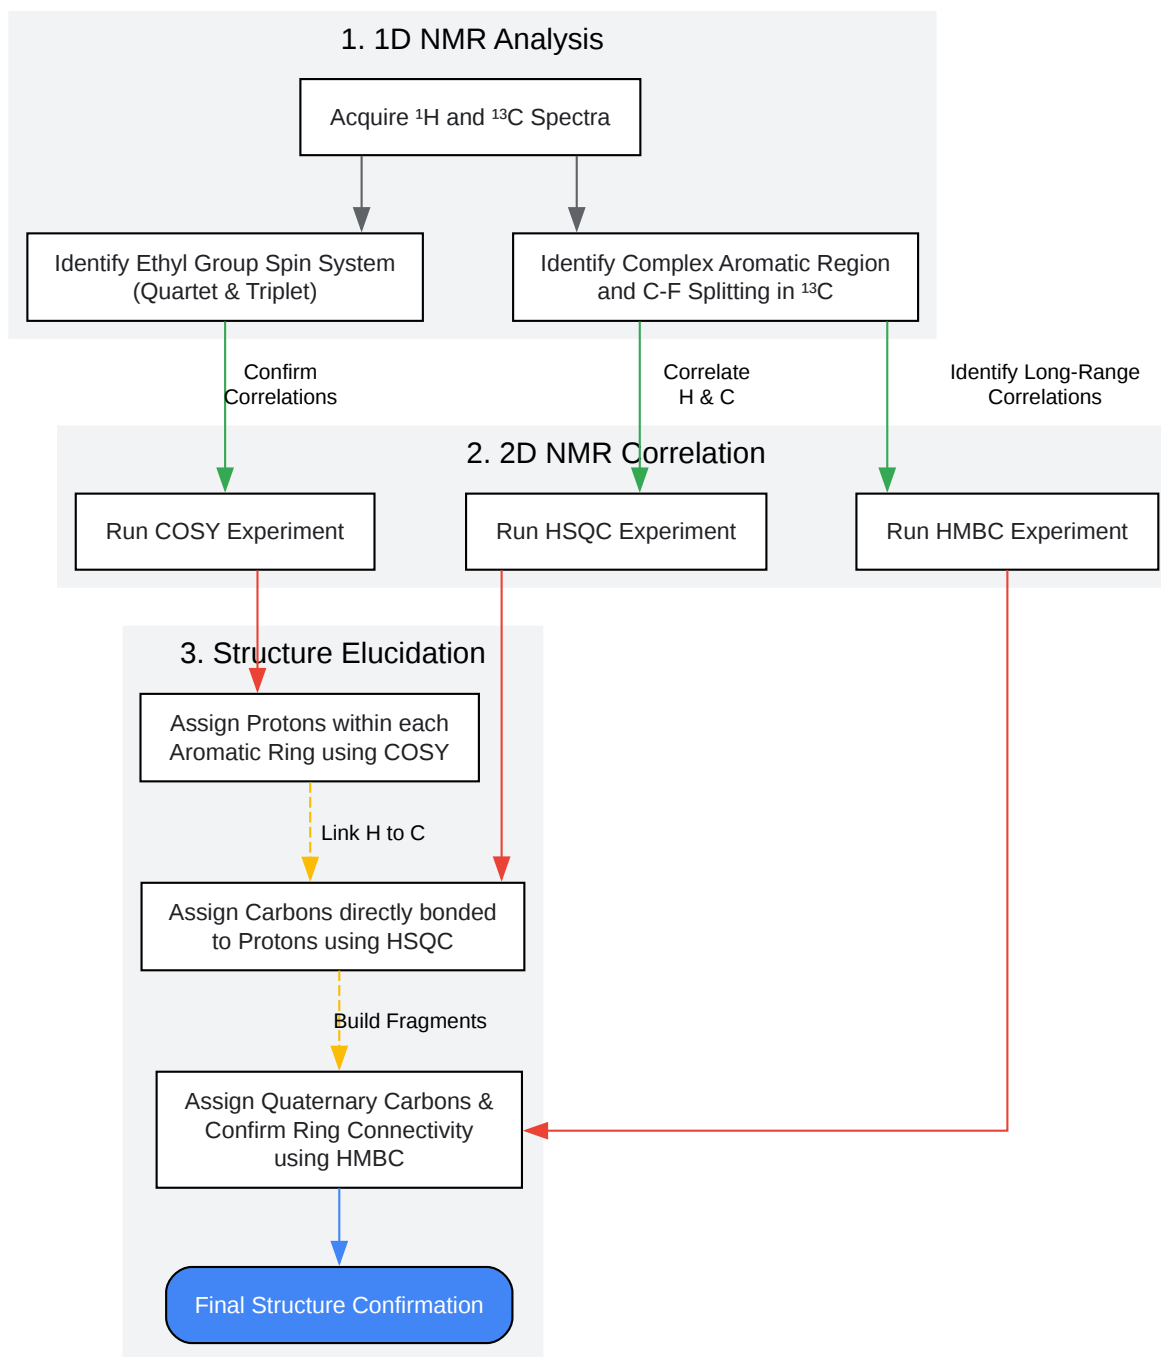 1. 1D NMR Analysis
Acquire ¹H and ¹³C Spectra
Identify Ethyl Group Spin System
(Quartet & Triplet)
Identify Complex Aromatic Region
and C-F Splitting in ¹³C
Confirm
Correlations
Correlate
H & C
Identify Long-Range
Correlations
2. 2D NMR Correlation
Run COSY Experiment
Run HSQC Experiment
Run HMBC Experiment
3. Structure Elucidation
Assign Protons within each
Aromatic Ring using COSY
Link H to C
Assign Carbons directly bonded
to Protons using HSQC
Build Fragments
Assign Quaternary Carbons &
Confirm Ring Connectivity
using HMBC
Final Structure Confirmation